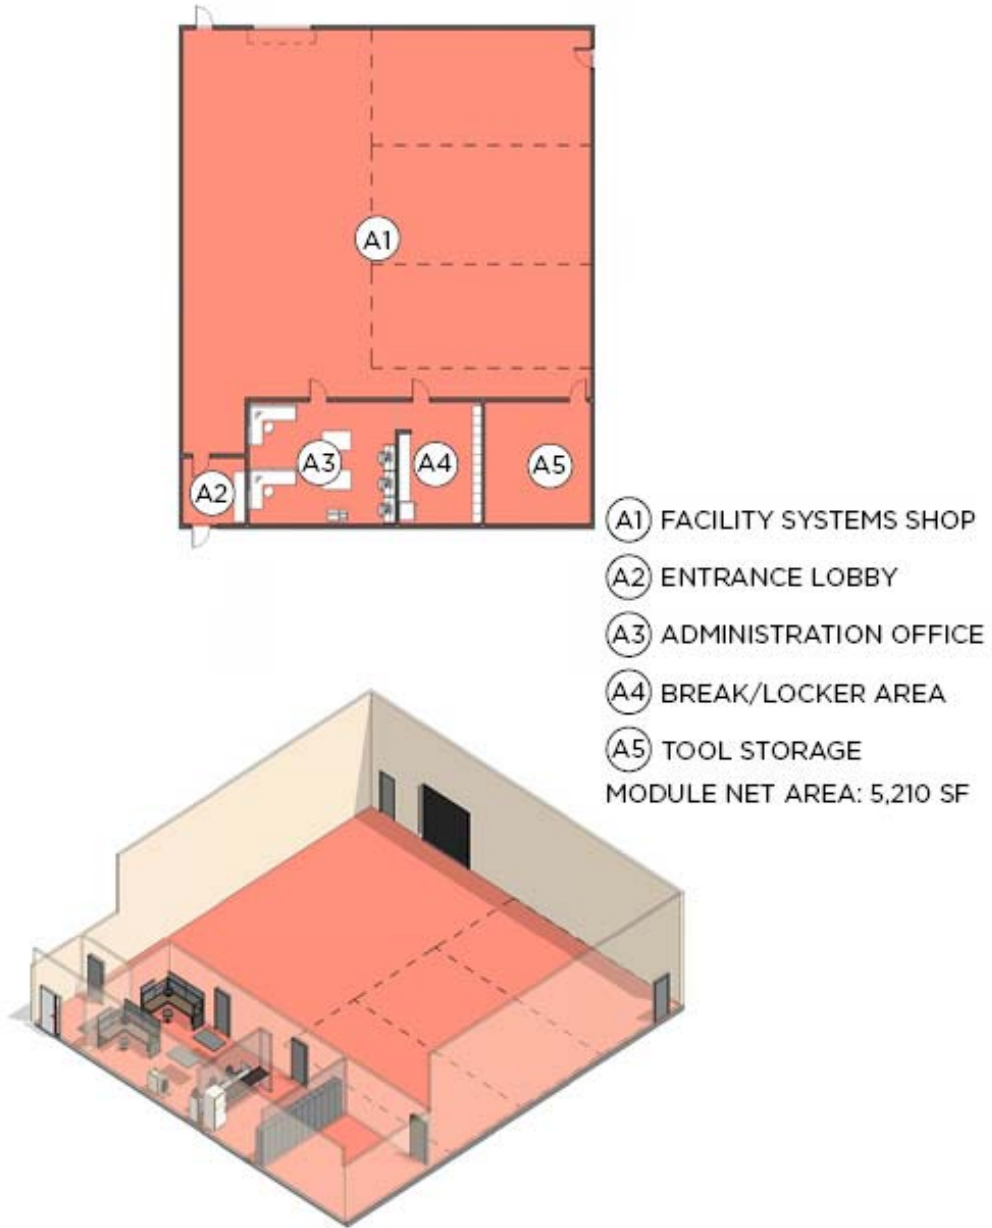 A1
A3
A4
A5
A2
A1 FACILITY SYSTEMS SHOP
A2 ENTRANCE LOBBY
A3 ADMINISTRATION OFFICE
A4 BREAK/LOCKER AREA
A5 TOOL STORAGE
MODULE NET AREA: 5,210 SF